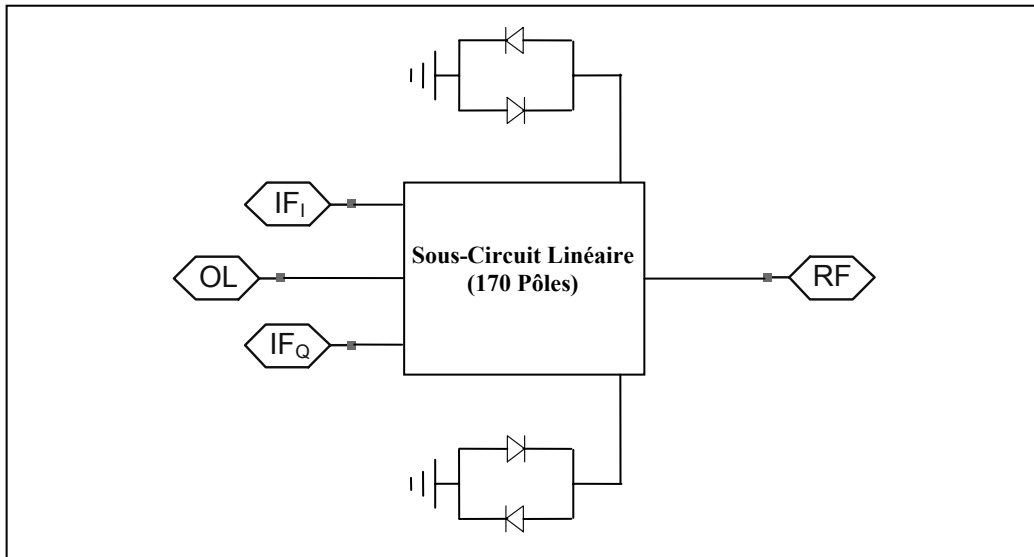 IF_I
Sous-Circuit Linéaire
(170 Pôles)
OL
RF
IF_Q